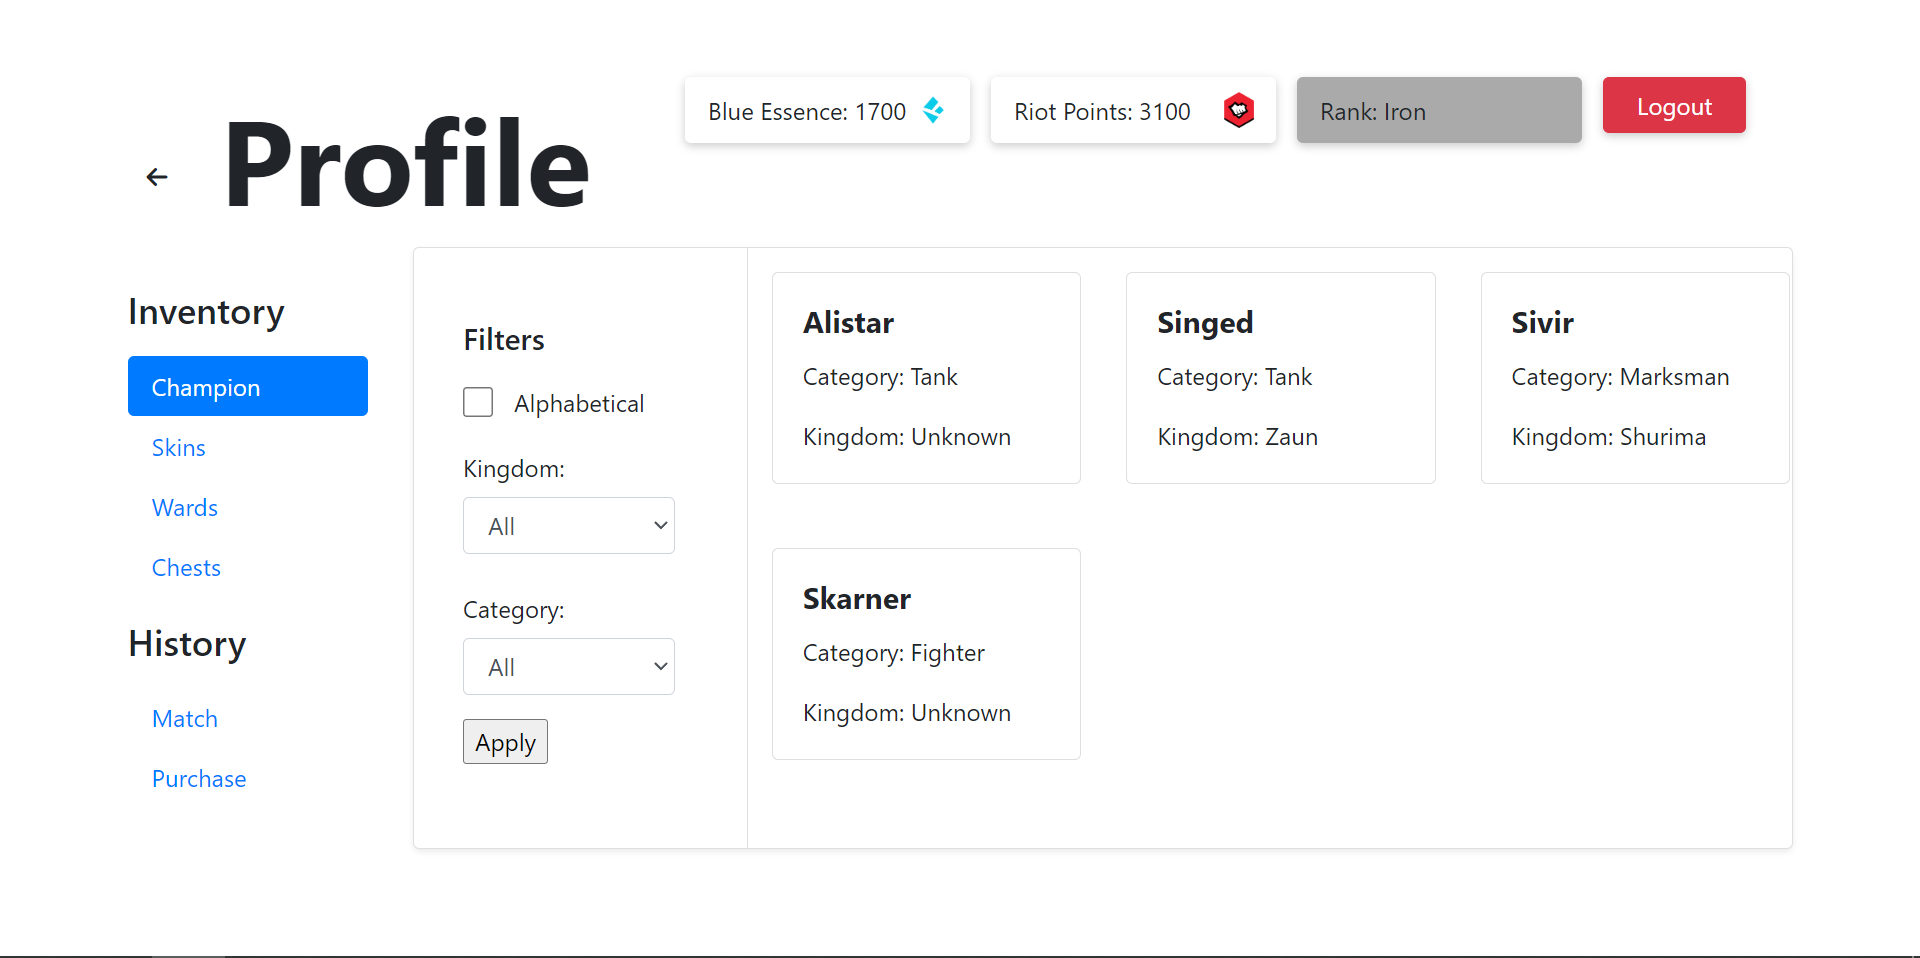 Profile
Blue Essence: 1700
Riot Points: 3100
Rank: Iron
Logout
Inventory
Champion
Skins
Wards
Chests
History
Match
Purchase
Filters
Alphabetical
Kingdom:
All
Category:
All
Apply
Alistar
Category: Tank
Kingdom: Unknown
Singed
Category: Tank
Kingdom: Zaun
Sivir
Category: Marksman
Kingdom: Shurima
Skarner
Category: Fighter
Kingdom: Unknown